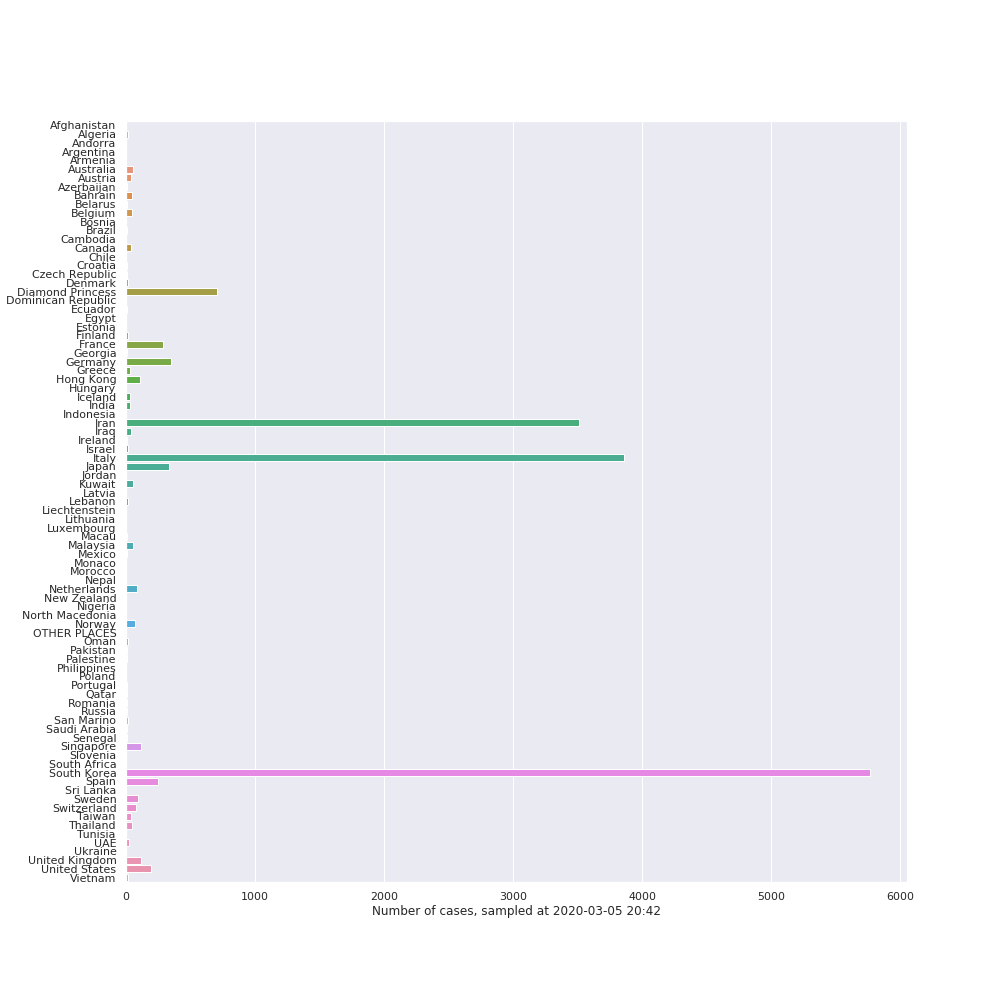 Afghanistan
Algeria
Andorra
Argentina
Armenia
Australia
Austria
Azerbaijan
Bahrain
Belarus
Belgium
Bosnia
Brazil
Cambodia
Canada
Chile
Croatia
Czech Republic
Denmark
Diamond Princess
Dominican Republic
Ecuador
Egypt
Estonia
Finland
France
Georgia
Germany
Greece
Hong Kong
Hungary
Iceland
India
Indonesia
Iran
Iraq
Ireland
Israel
Italy
Japan
Jordan
Kuwait
Latvia
Lebanon
Liechtenstein
Lithuania
Luxembourg
Macau
Malaysia
Mexico
Monaco
Morocco
Nepal
Netherlands
New Zealand
Nigeria
North Macedonia
Norway
OTHER PLACES
Oman
Pakistan
Palestine
Philippines
Poland
Portugal
Qatar
Romania
Russia
San Marino
Saudi Arabia
Senegal
Singapore
Slovenia
South Africa
South Korea
Spain
Sri Lanka
Sweden
Switzerland
Taiwan
Thailand
Tunisia
UAE
Ukraine
United Kingdom
United States
Vietnam
0 1000 2000 3000 4000 5000 6000
Number of cases, sampled at 2020-03-05 20:42